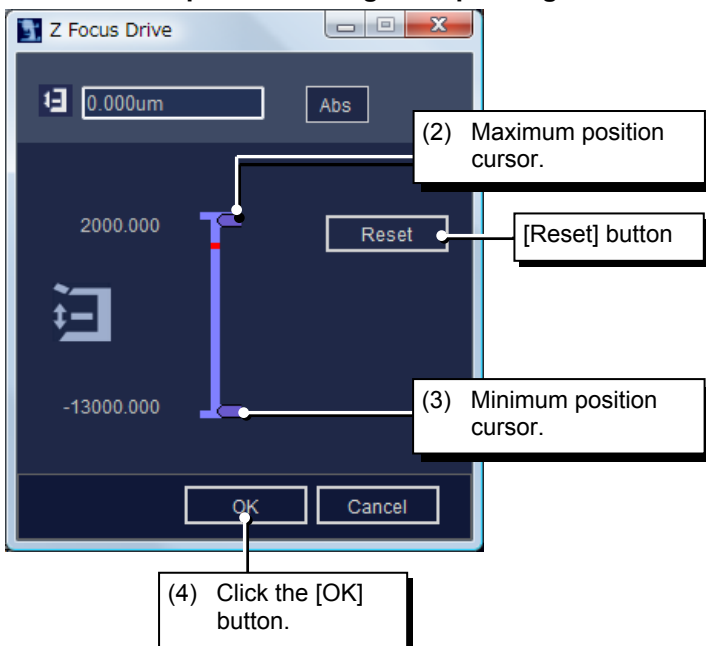 Z Focus Drive
0.000um
Abs
(2) Maximum position
cursor.
2000.000
Reset
[Reset] button
-13000.000
(3) Minimum position
cursor.
OK
Cancel
(4) Click the [OK]
button.